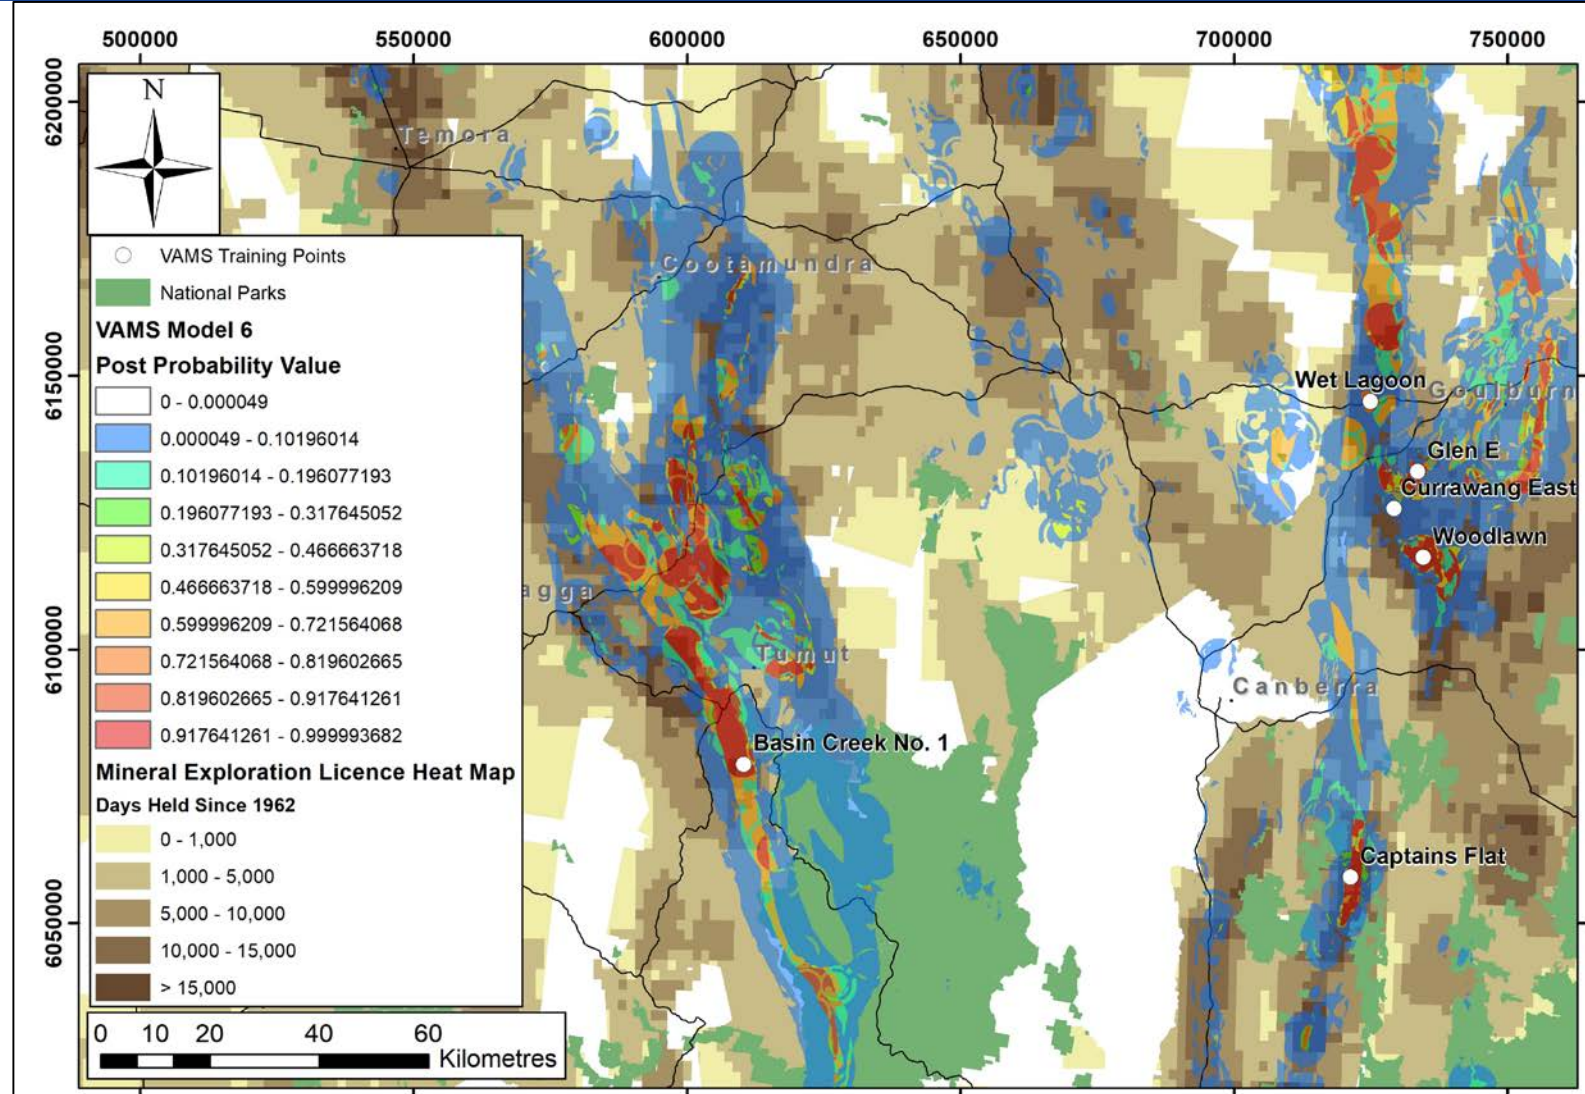 500000 550000 600000 650000 700000 750000
6200000
6150000
6100000
6050000
N
VAMS Training Points
National Parks
VAMS Model 6
Post Probability Value
0 - 0.000049
0.000049 - 0.10196014
0.10196014 - 0.196077193
0.196077193 - 0.317645052
0.317645052 - 0.466663718
0.466663718 - 0.599996209
0.599996209 - 0.721564068
0.721564068 - 0.819602665
0.819602665 - 0.917641261
0.917641261 - 0.999993682
Mineral Exploration Licence Heat Map
Days Held Since 1962
0 - 1,000
1,000 - 5,000
5,000 - 10,000
10,000 - 15,000
> 15,000
0 10 20 40 60
Kilometres
Temora
Cootamundra
Wet Lagoon
Goulburn
Glen E
Currawang East
Woodlawn
agga
Tumut
Canberra
Basin Creek No. 1
Captains Flat